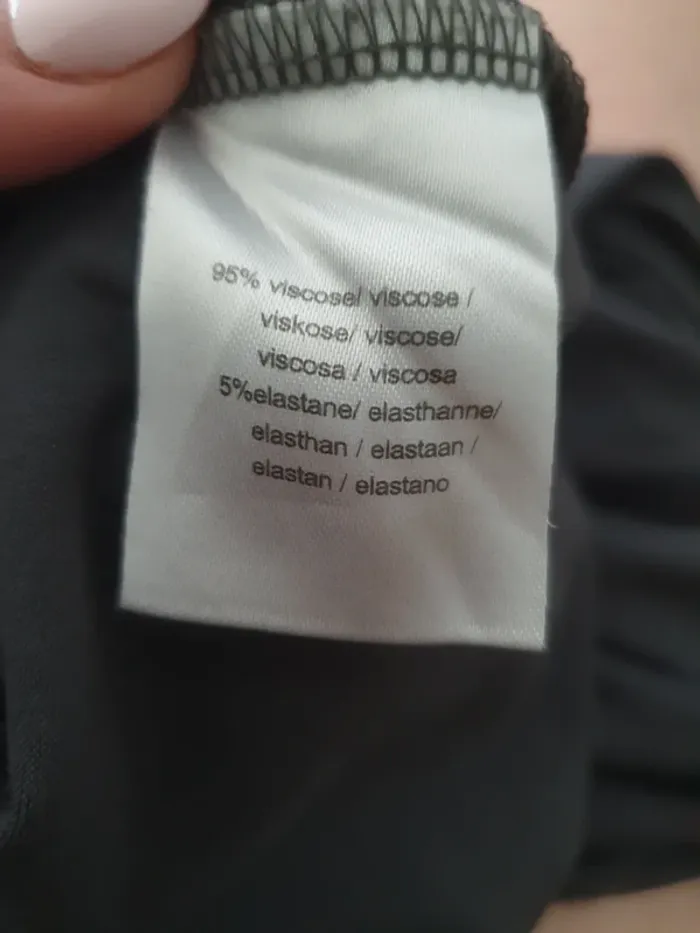 95% viscose/ viscose /
viskose/ viscose/
viscosa / viscosa
5%elastane/ elasthanne/
elasthan / elastaan /
elastan / elastano